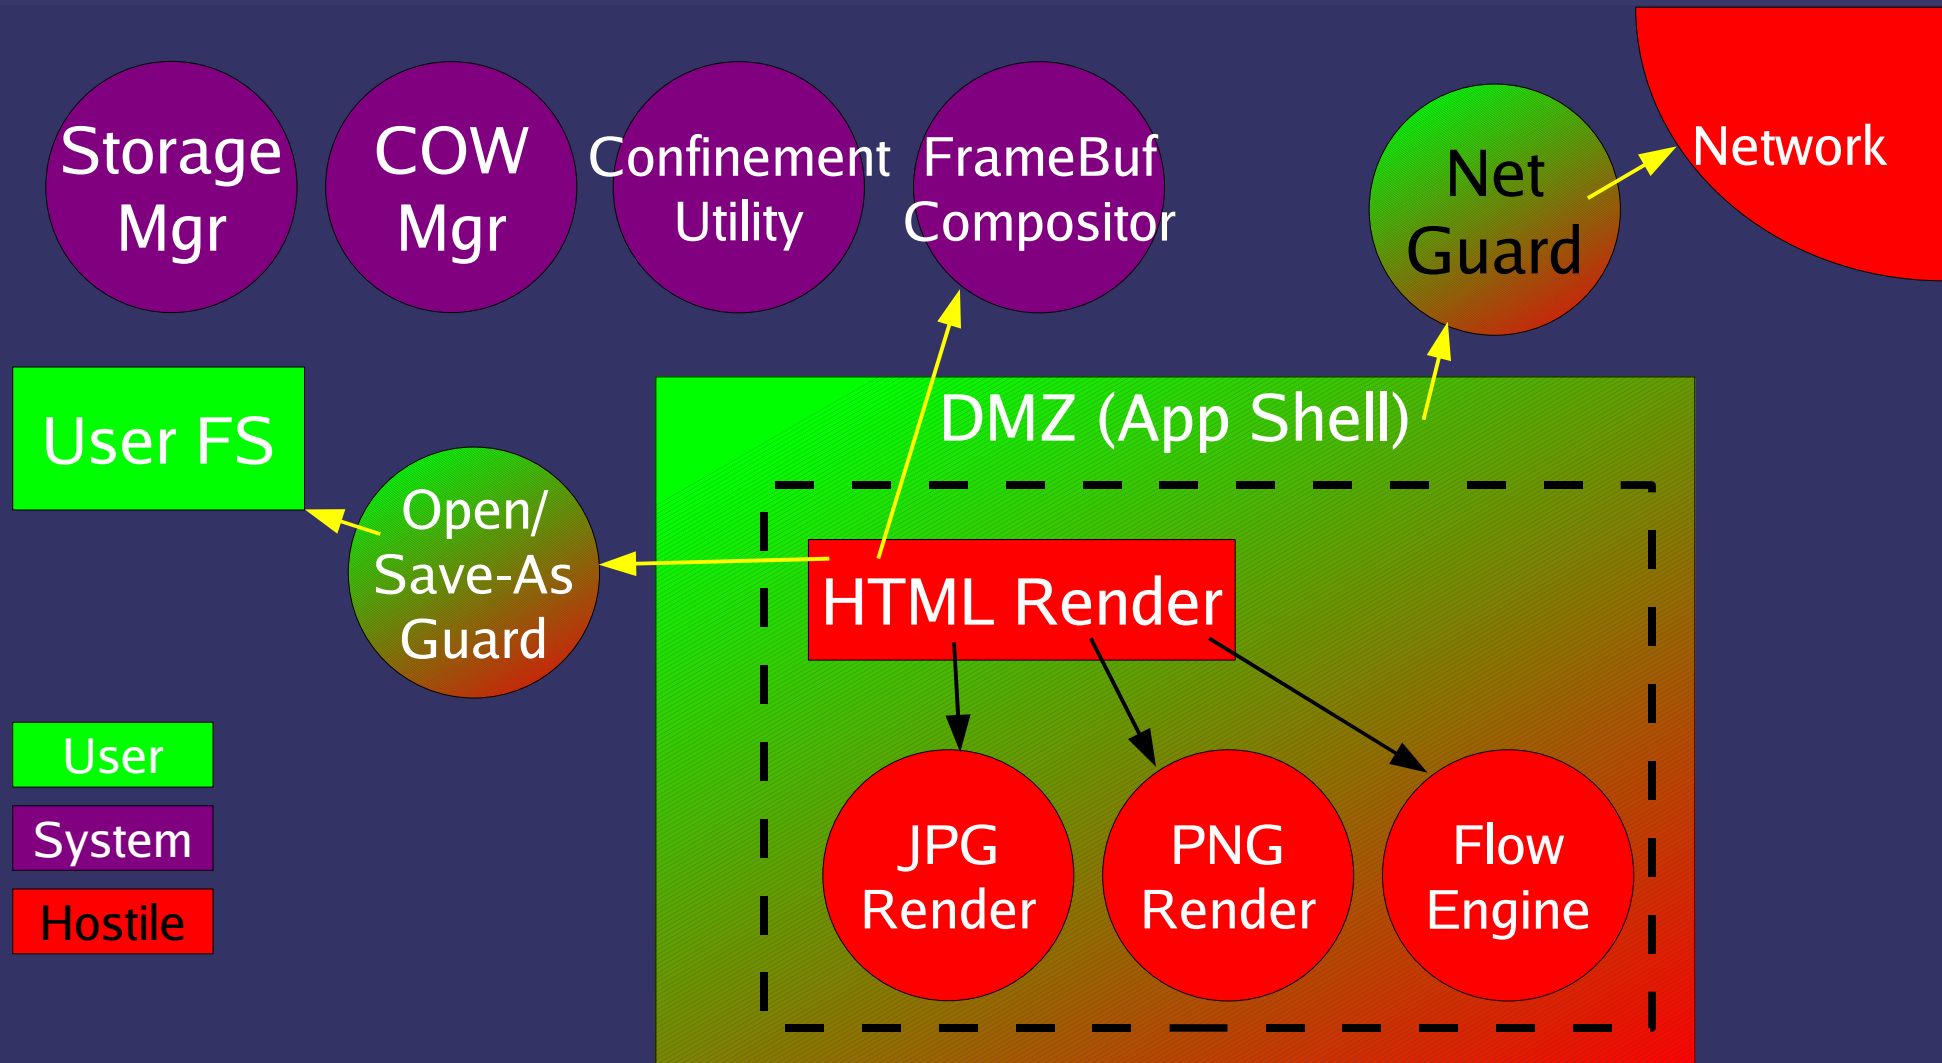 Storage
Mgr
COW
Mgr
Confinement
Utility
FrameBuf
Compositor
Net
Guard
Network
User FS
Open/
Save-As
Guard
DMZ (App Shell)
HTML Render
JPG
Render
PNG
Render
Flow
Engine
User
System
Hostile